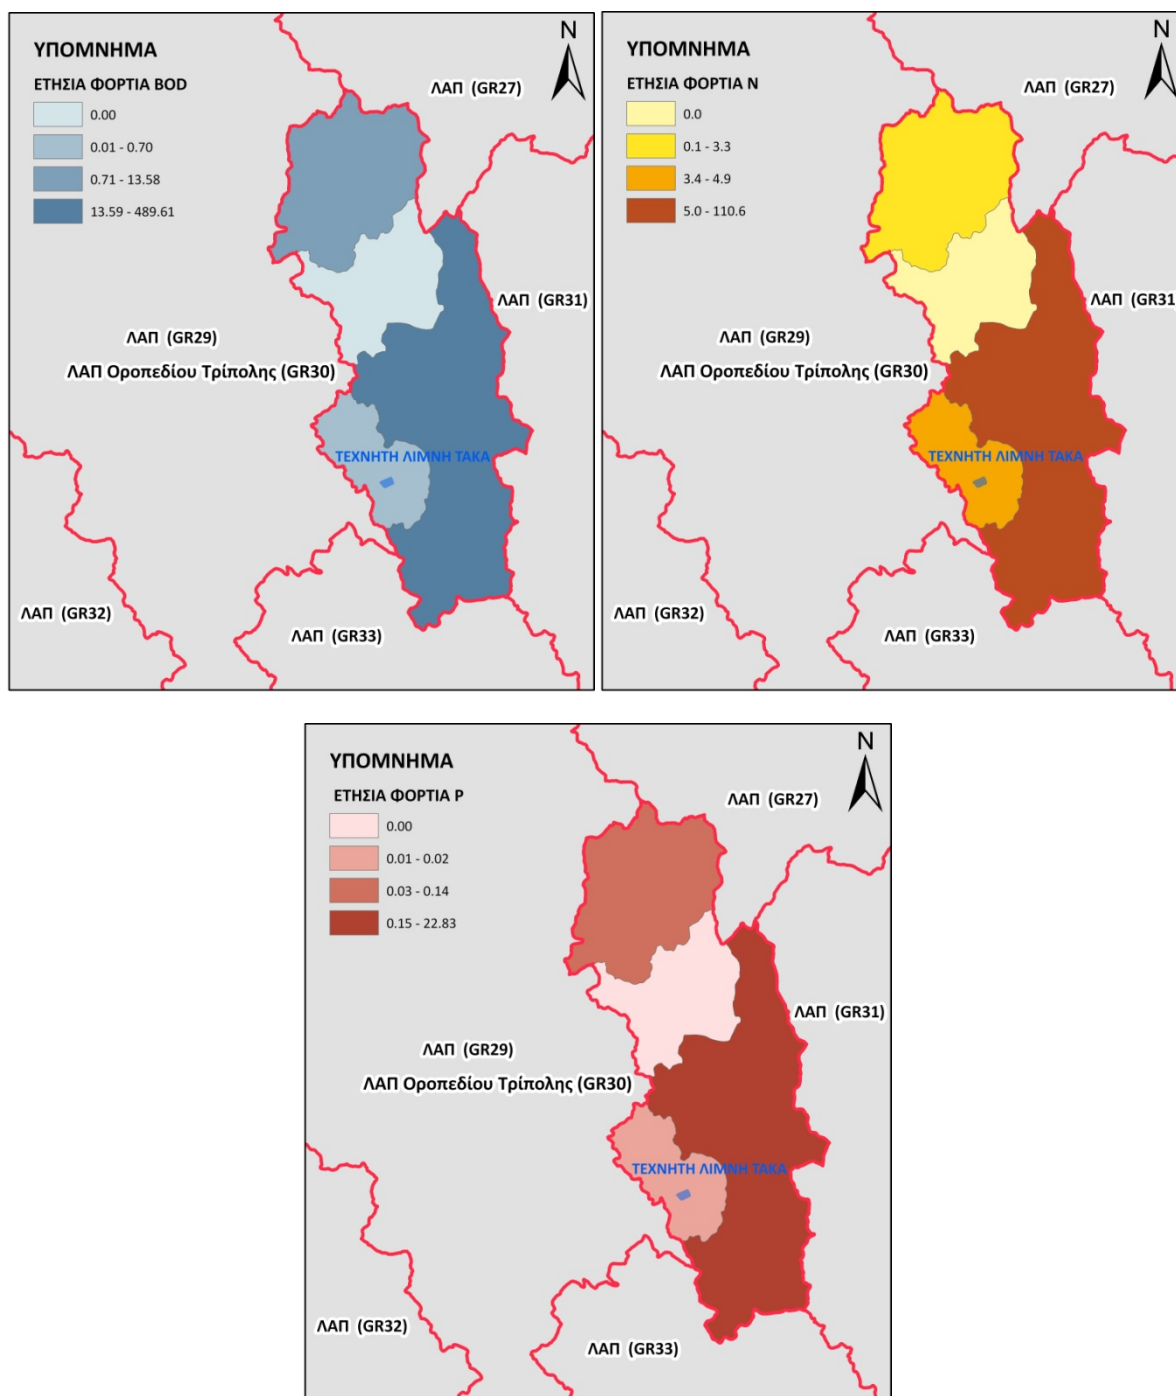 ΥΠΟΜΝΗΜΑ
ΕΤΗΣΙΑ ΦΟΡΤΙΑ BOD
0.00
0.01 - 0.70
0.71 - 13.58
13.59 - 489.61
N
ΛΑΠ (GR27)
ΛΑΠ (GR31)
ΛΑΠ (GR29)
ΛΑΠ Οροπεδίου Τρίπολης (GR30)
ΤΕΧΝΗΤΗ ΛΙΜΝΗ ΤΑΚΑ
ΛΑΠ (GR32)
ΛΑΠ (GR33)
ΥΠΟΜΝΗΜΑ
ΕΤΗΣΙΑ ΦΟΡΤΙΑ N
0.0
0.1 - 3.3
3.4 - 4.9
5.0 - 110.6
N
ΛΑΠ (GR27)
ΛΑΠ (GR31
ΛΑΠ (GR29)
ΛΑΠ Οροπεδίου Τρίπολης (GR30)
ΤΕΧΝΗΤΗ ΛΙΜΝΗ ΤΑΚΑ
ΛΑΠ (GR32)
ΛΑΠ (GR33)
ΥΠΟΜΝΗΜΑ
ΕΤΗΣΙΑ ΦΟΡΤΙΑ P
0.00
0.01 - 0.02
0.03 - 0.14
0.15 - 22.83
N
ΛΑΠ (GR27)
ΛΑΠ (GR31)
ΛΑΠ (GR29)
ΛΑΠ Οροπεδίου Τρίπολης (GR30)
ΤΕΧΝΗΤΗ ΛΙΜΝΗ ΤΑΚΑ
ΛΑΠ (GR32)
ΛΑΠ (GR33)